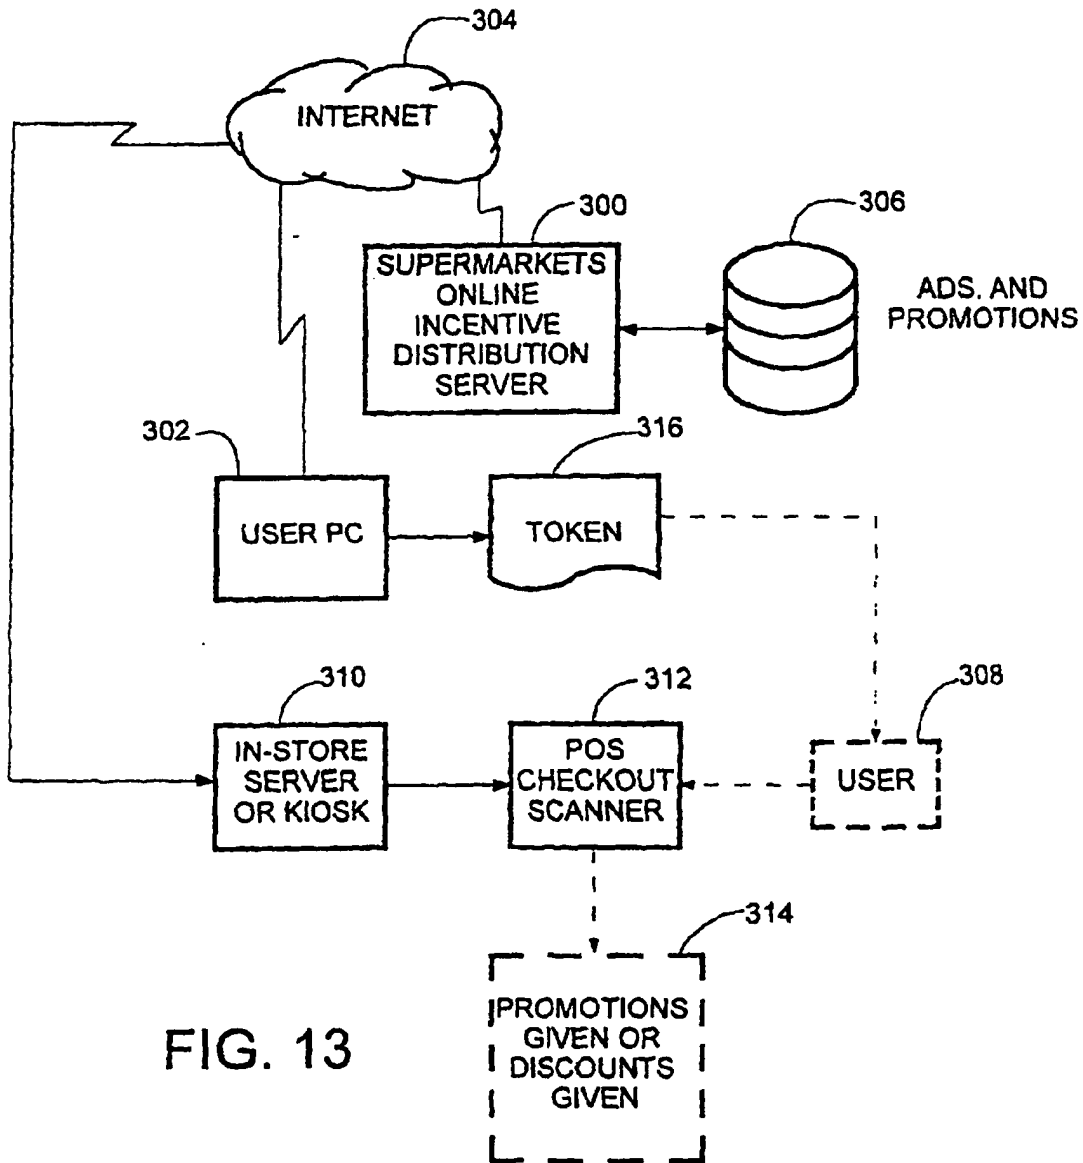 304
INTERNET
300
306
SUPERMARKETS
ONLINE
INCENTIVE
DISTRIBUTION
SERVER
ADS. AND
PROMOTIONS
302
316
USER PC
TOKEN
310
312
308
IN-STORE
SERVER
OR KIOSK
POS
CHECKOUT
SCANNER
USER
314
PROMOTIONS
GIVEN OR
DISCOUNTS
GIVEN
FIG. 13